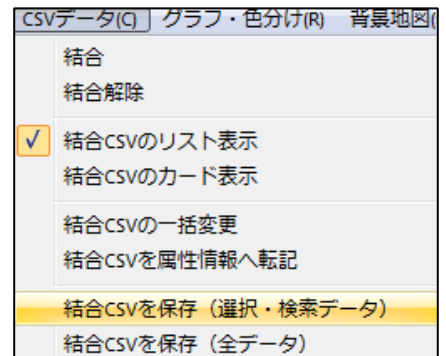 CSVデータ(C) グラフ・色分け(R) 背景地図(
結合
結合解除
結合CSVのリスト表示
結合CSVのカード表示
結合CSVの一括変更
結合CSVを属性情報へ転記
結合CSVを保存（選択・検索データ）
結合CSVを保存（全データ）